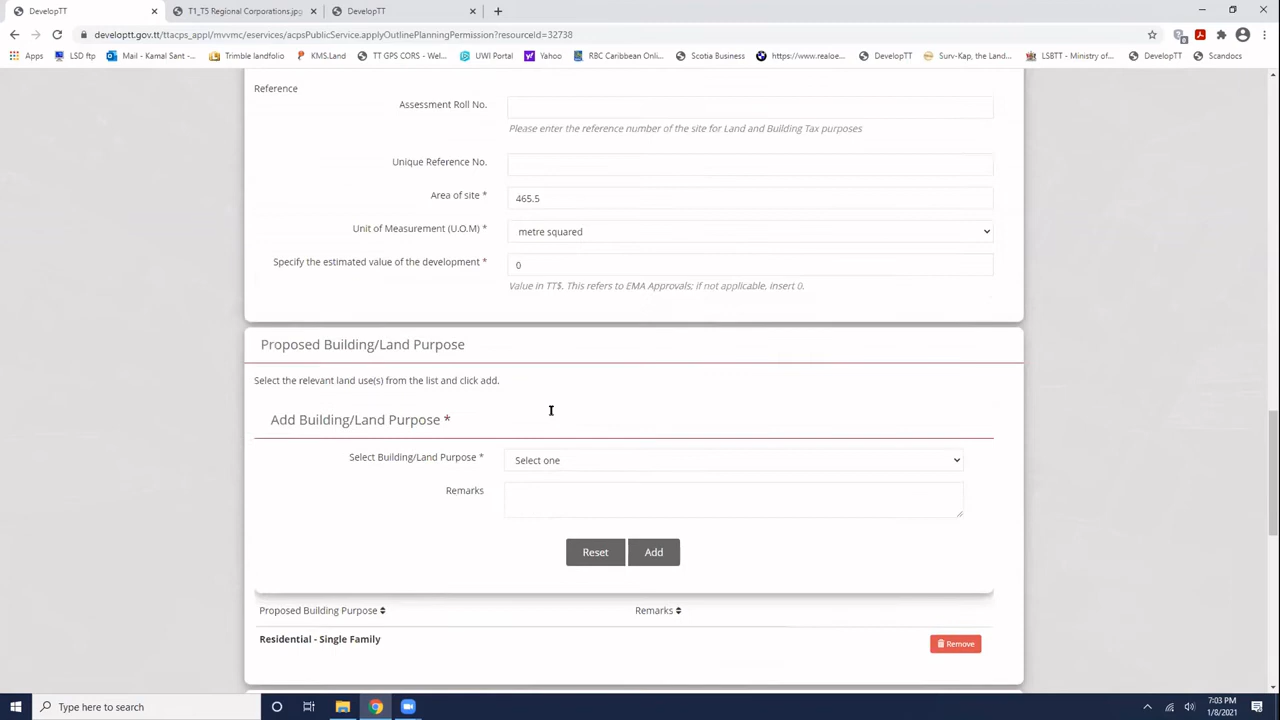 DevelopTT
T1_T5 Regional Corporations.jpg
DevelopTT
developtt.gov.tt/ttacps_appl/mvvmc/eservices/acpsPublicService.applyOutlinePlanningPermission?resourceId=32738
Apps
LSD ftp
Mail - Kamal Sant -...
Trimble landfolio
KMS.Land
TT GPS CORS - Wel...
UWI Portal
Yahoo
RBC Caribbean Onli...
Scotia Business
https://www.realoe...
DevelopTT
Surv-Kap, the Land...
LSBTT - Ministry of...
DevelopTT
Scandocs
Reference
Assessment Roll No.
Please enter the reference number of the site for Land and Building Tax purposes
Unique Reference No.
Area of site * 465.5
Unit of Measurement (U.O.M) * metre squared
Specify the estimated value of the development * 0
Value in TT$. This refers to EMA Approvals; if not applicable, insert 0.
Proposed Building/Land Purpose
Select the relevant land use(s) from the list and click add.
Add Building/Land Purpose *
Select Building/Land Purpose * Select one
Remarks
Reset Add
Proposed Building Purpose Remarks
Residential - Single Family Remove
Type here to search
7:03 PM
1/8/2021